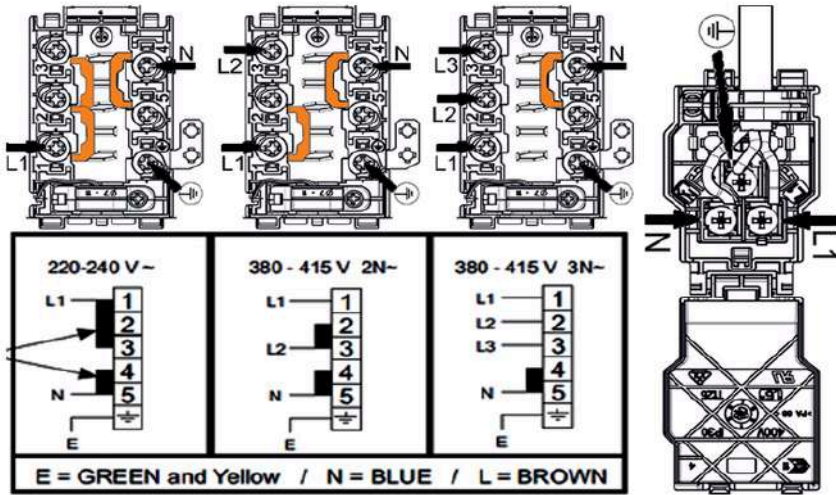 L1 N
L2 L1 N
L3 L2 L1 N
N L1
220-240 V~
L1
1
2
3
4
N 5
E
380 - 415 V 2N~
L1 1
2
L2 3
4
N 5
E
380 - 415 V 3N~
L1 1
L2 2
L3 3
4
N 5
E
E = GREEN and Yellow / N = BLUE / L = BROWN
400V
IP30
4